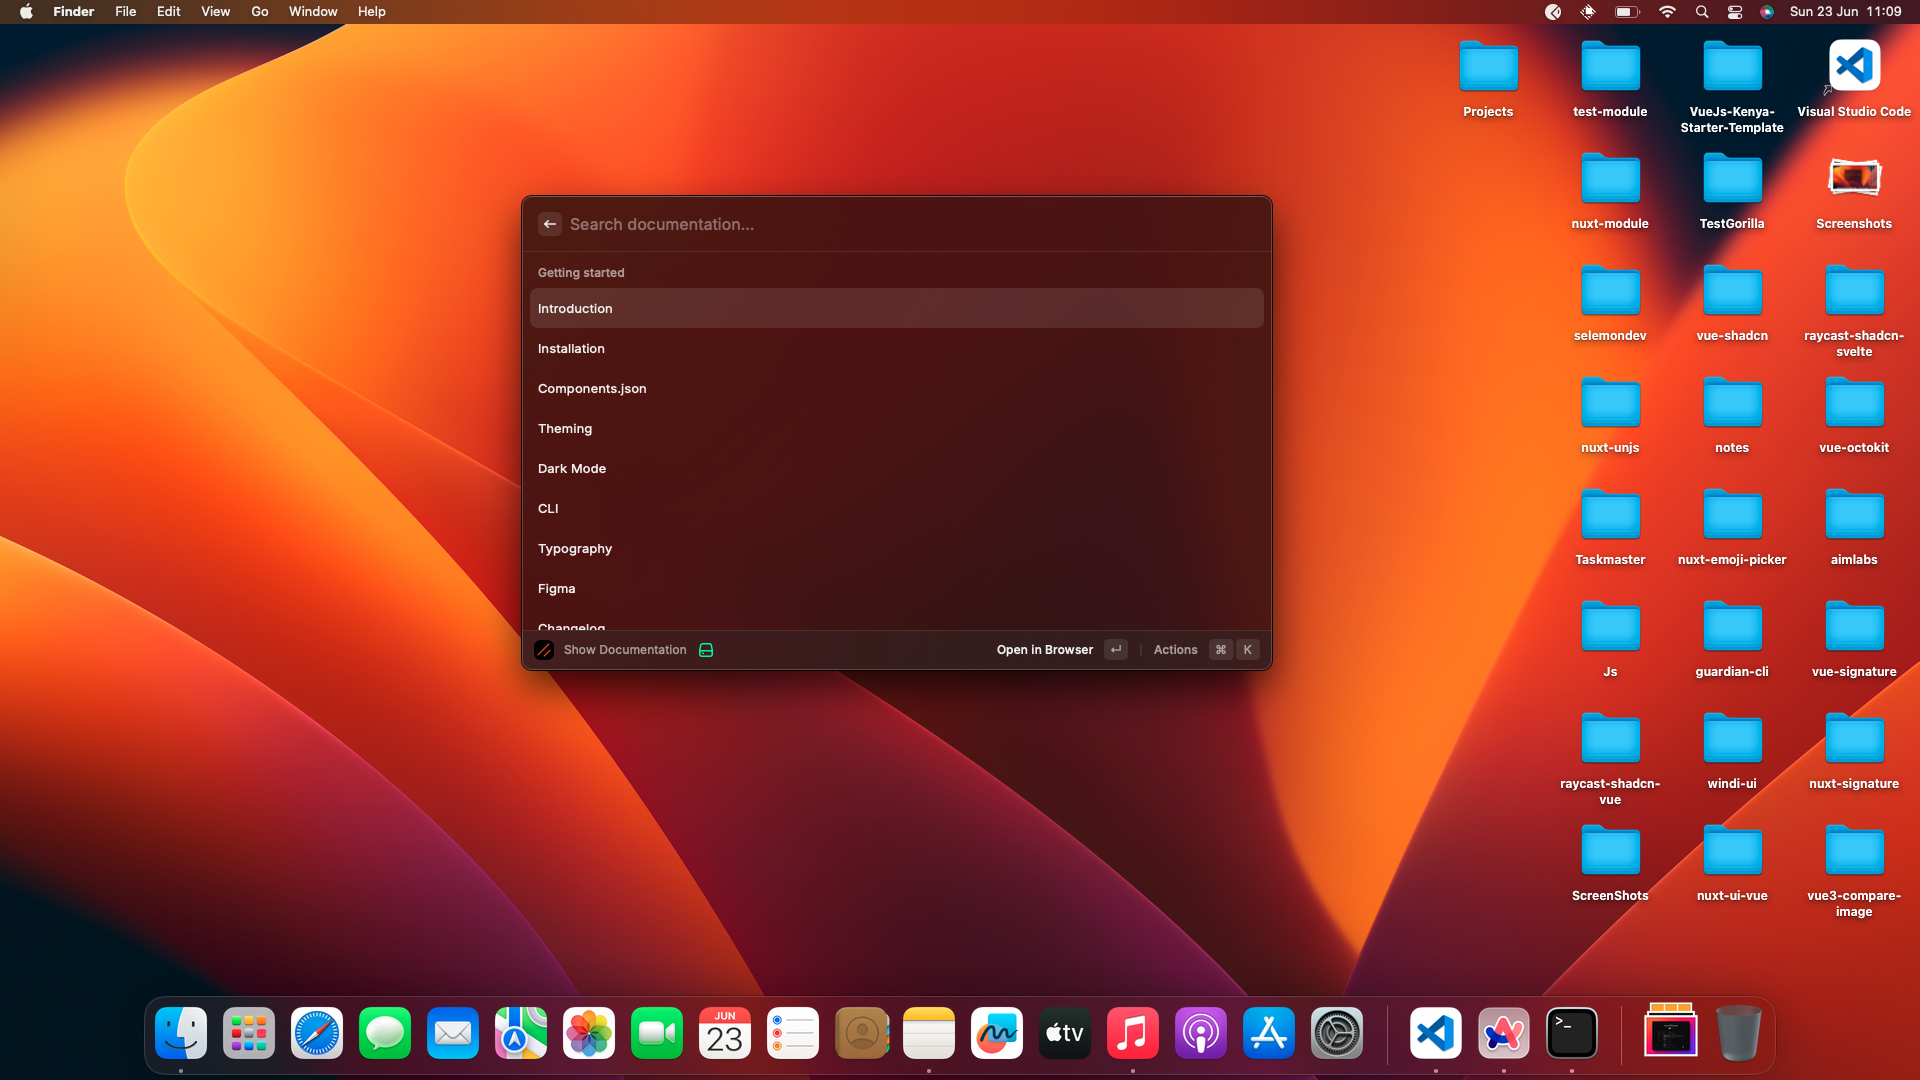 Finder File Edit View Go Window Help
Sun 23 Jun 11:09
Projects
test-module
VueJs-Kenya-
Starter-Template
Visual Studio Code
nuxt-module
TestGorilla
Screenshots
selemondev
vue-shadcn
raycast-shadcn-
svelte
nuxt-unjs
notes
vue-octokit
Taskmaster
nuxt-emoji-picker
aimlabs
Js
guardian-cli
vue-signature
raycast-shadcn-
vue
windi-ui
nuxt-signature
ScreenShots
nuxt-ui-vue
vue3-compare-
image
Search documentation...
Getting started
Introduction
Installation
Components.json
Theming
Dark Mode
CLI
Typography
Figma
Changelog
Show Documentation
Open in Browser ↵ | Actions ⌘ K
JUN
23
tv
>_